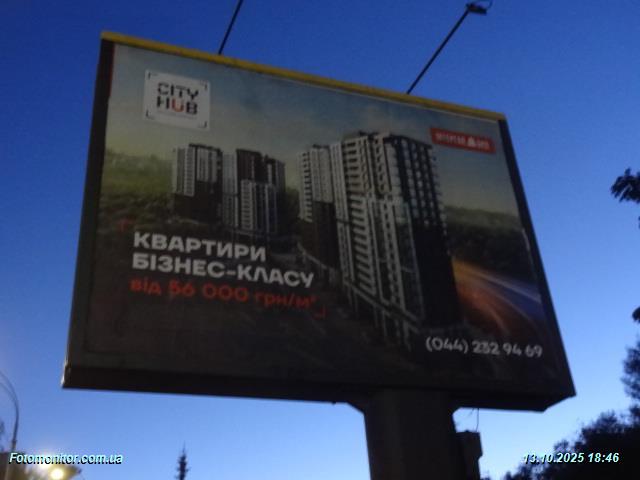 CITY
HUB
КВАРТИРИ
БІЗНЕС-КЛАСУ
від 56 000 грн/м²
(044) 232 94 69
Fotomonitor.com.ua
13.10.2025 18:46